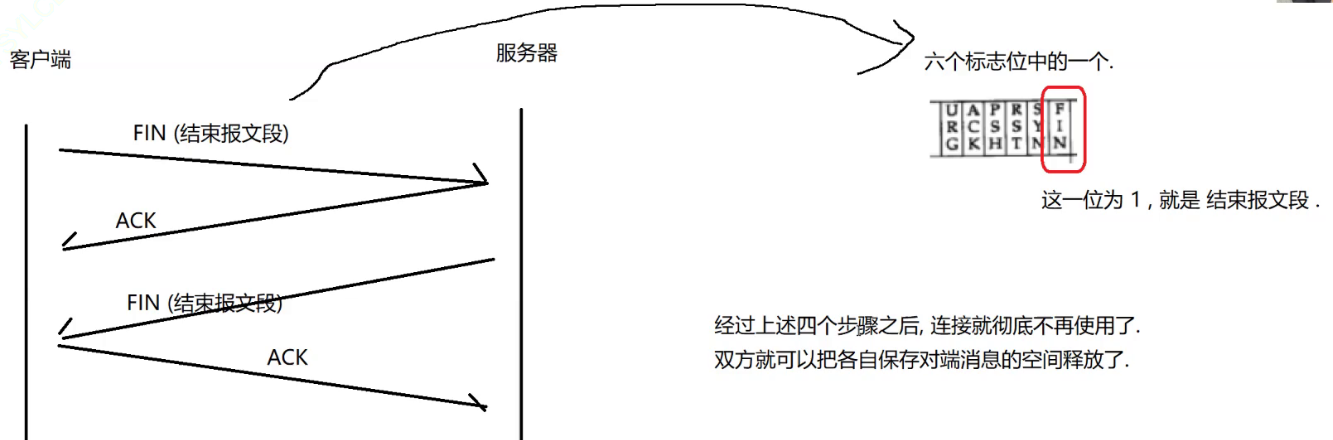 客户端
服务器
六个标志位中的一个.
U A P R S F
R C S S Y I
G K H T N N
这一位为 1 , 就是 结束报文段 .
FIN (结束报文段)
ACK
FIN (结束报文段)
ACK
经过上述四个步骤之后, 连接就彻底不再使用了.
双方就可以把各自保存对端消息的空间释放了.